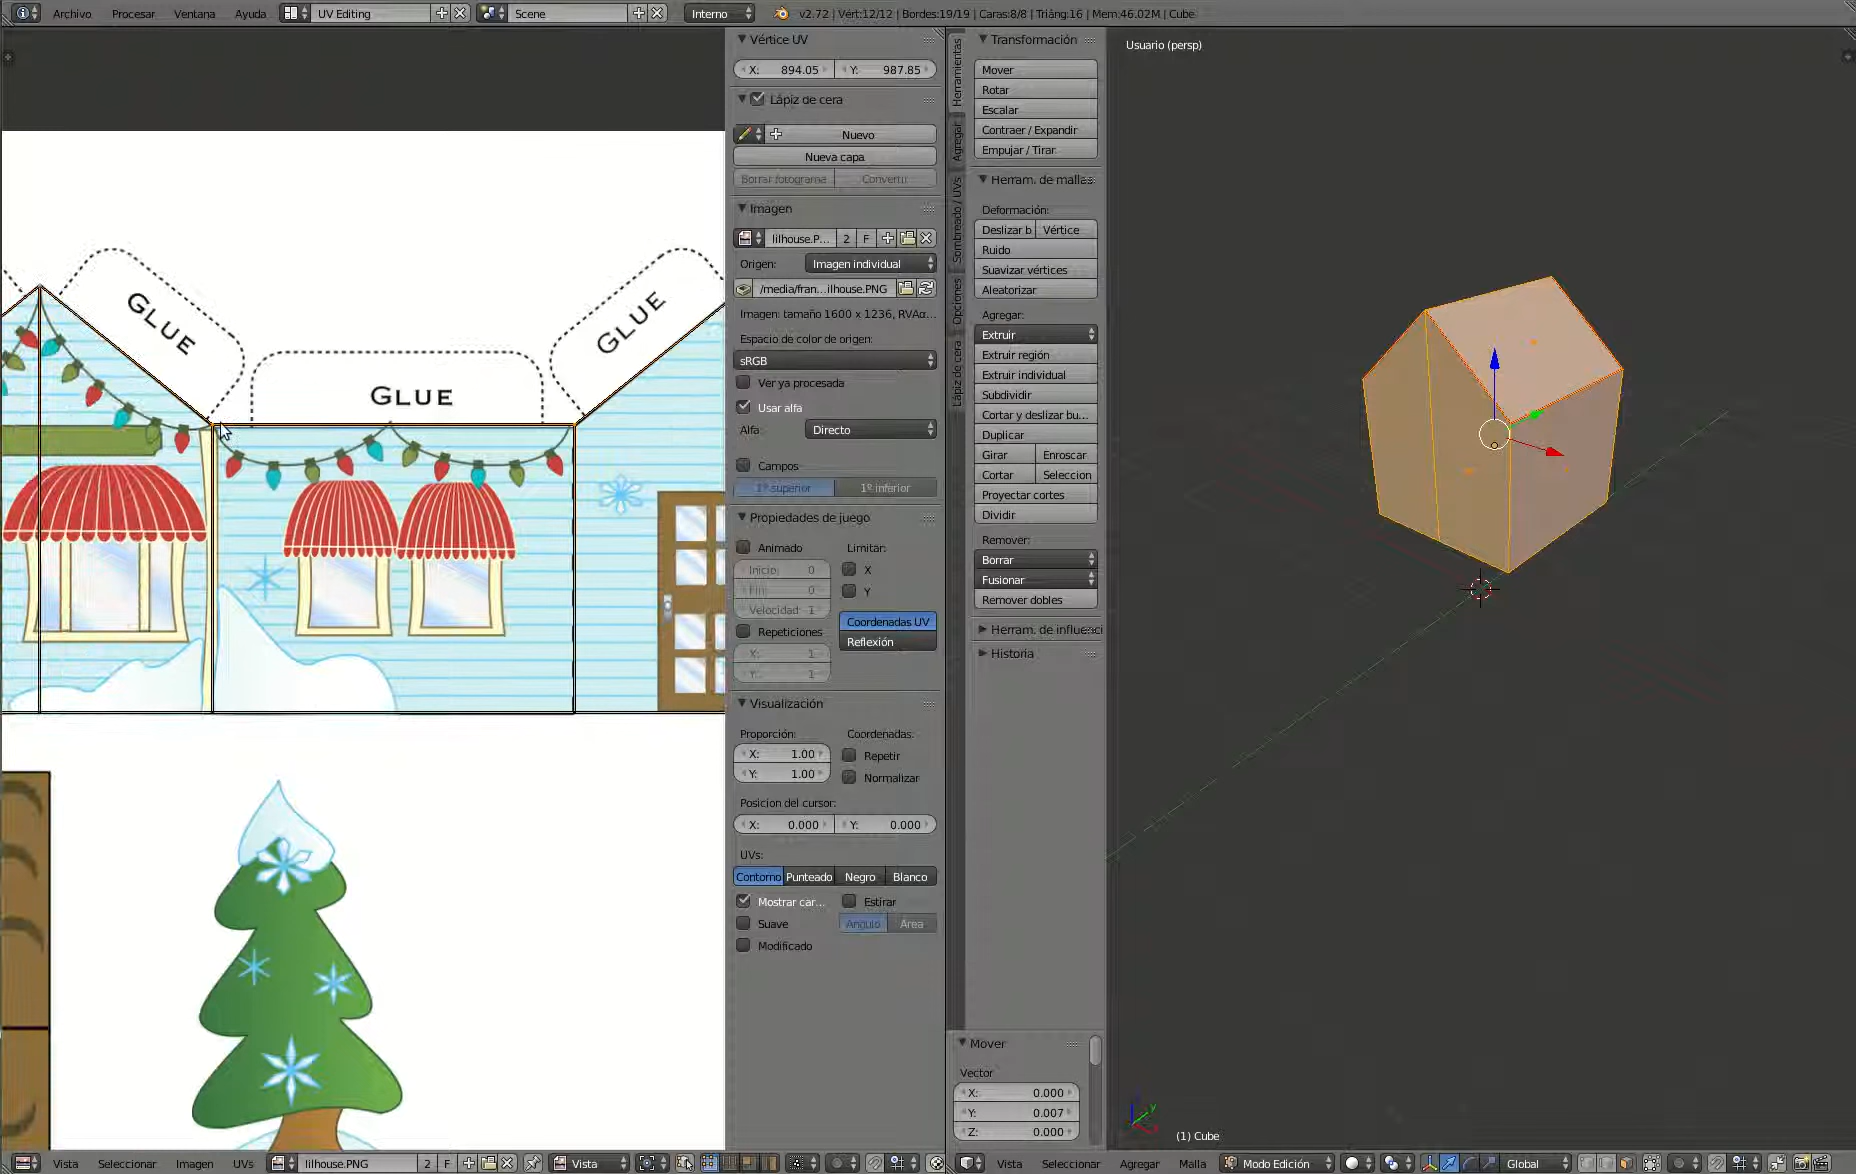 Archivo Procesar Ventana Ayuda UV Editing Scene Interno v2.72 | Vért:12/12 | Bordes:19/19 | Caras:8/8 | Triáng:16 | Mem:46.02M | Cube
GLUE
GLUE
GLUE
Vértice UV
X: 894.05 Y: 987.85
Lápiz de cera
Nuevo
Nueva capa
Borrar fotograma Convertir
Imagen
lilhouse.P... 2 F
Origen: Imagen individual
/media/fran...ilhouse.PNG
Imagen: tamaño 1600 x 1236, RVAα...
Espacio de color de origen:
sRGB
Ver ya procesada
Usar alfa
Alfa: Directo
Campos
1º superior 1º inferior
Propiedades de juego
Animado Limitar:
Inicio: 0 X
Fin: 0 Y
Velocidad: 1
Repeticiones Coordenadas UV
X: 1 Reflexión
Y: 1
Visualización
Proporción: Coordenadas:
X: 1.00 Repetir
Y: 1.00 Normalizar
Posicion del cursor:
X: 0.000 Y: 0.000
UVs:
Contorno Punteado Negro Blanco
Mostrar car... Estirar
Suave Angulo Area
Modificado
Herramientas
Agregar
Sombreado / UVs
Opciones
Lápiz de cera
Transformación
Mover
Rotar
Escalar
Contraer / Expandir
Empujar / Tirar
Herram. de mallas
Deformación:
Deslizar b Vértice
Ruido
Suavizar vértices
Aleatorizar
Agregar:
Extruir
Extruir región
Extruir individual
Subdividir
Cortar y deslizar bu...
Duplicar
Girar Enroscar
Cortar Seleccion
Proyectar cortes
Dividir
Remover:
Borrar
Fusionar
Remover dobles
Herram. de influenci
Historia
Mover
Vector
X: 0.000
Y: 0.007
Z: 0.000
Usuario (persp)
(1) Cube
Vista Seleccionar Imagen UVs lilhouse.PNG 2 F Vista
Vista Seleccionar Agregar Malla Modo Edición Global